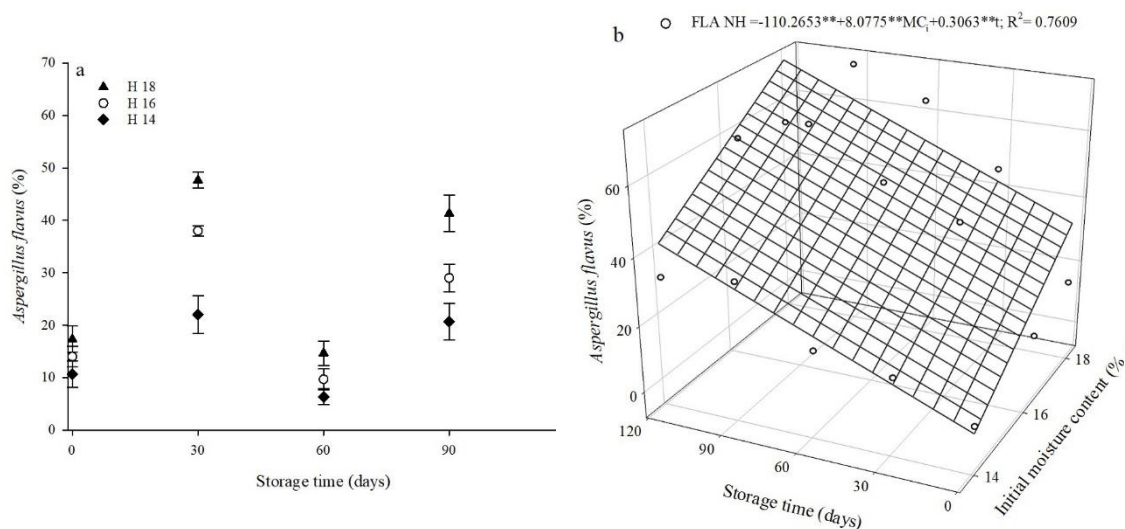 b
FLA NH =-110.2653**+8.0775**MCi+0.3063**t; R²= 0.7609
a
H 18
H 16
H 14
70
60
50
40
30
20
10
0
Aspergillus flavus (%)
0 30 60 90
Storage time (days)
60
40
20
0
Aspergillus flavus (%)
120
90
60
30
0
Storage time (days)
18
16
14
Initial moisture content (%